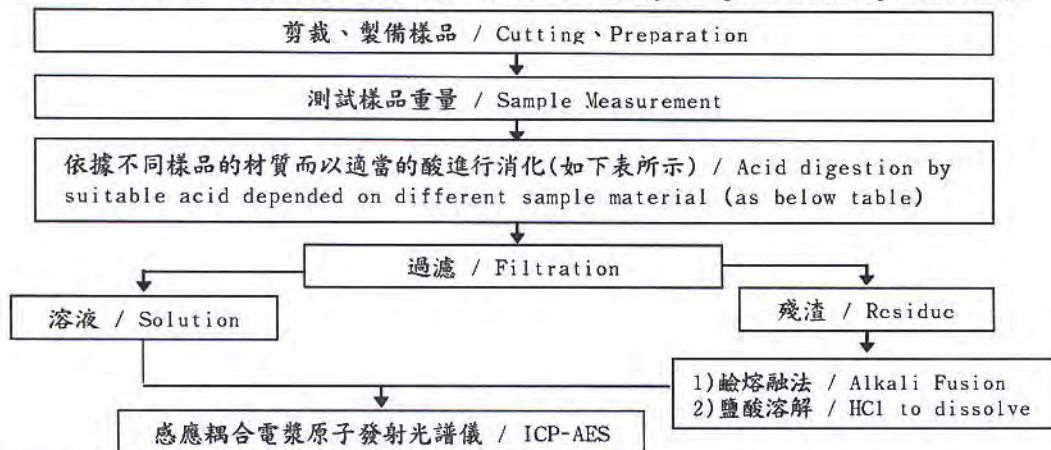 剪裁、製備樣品 / Cutting、Preparation
測試樣品重量 / Sample Measurement
依據不同樣品的材質而以適當的酸進行消化(如下表所示) / Acid digestion by
suitable acid depended on different sample material (as below table)
過濾 / Filtration
溶液 / Solution
殘渣 / Residue
1)鹼熔融法 / Alkali Fusion
2)鹽酸溶解 / HCl to dissolve
感應耦合電漿原子發射光譜儀 / ICP-AES